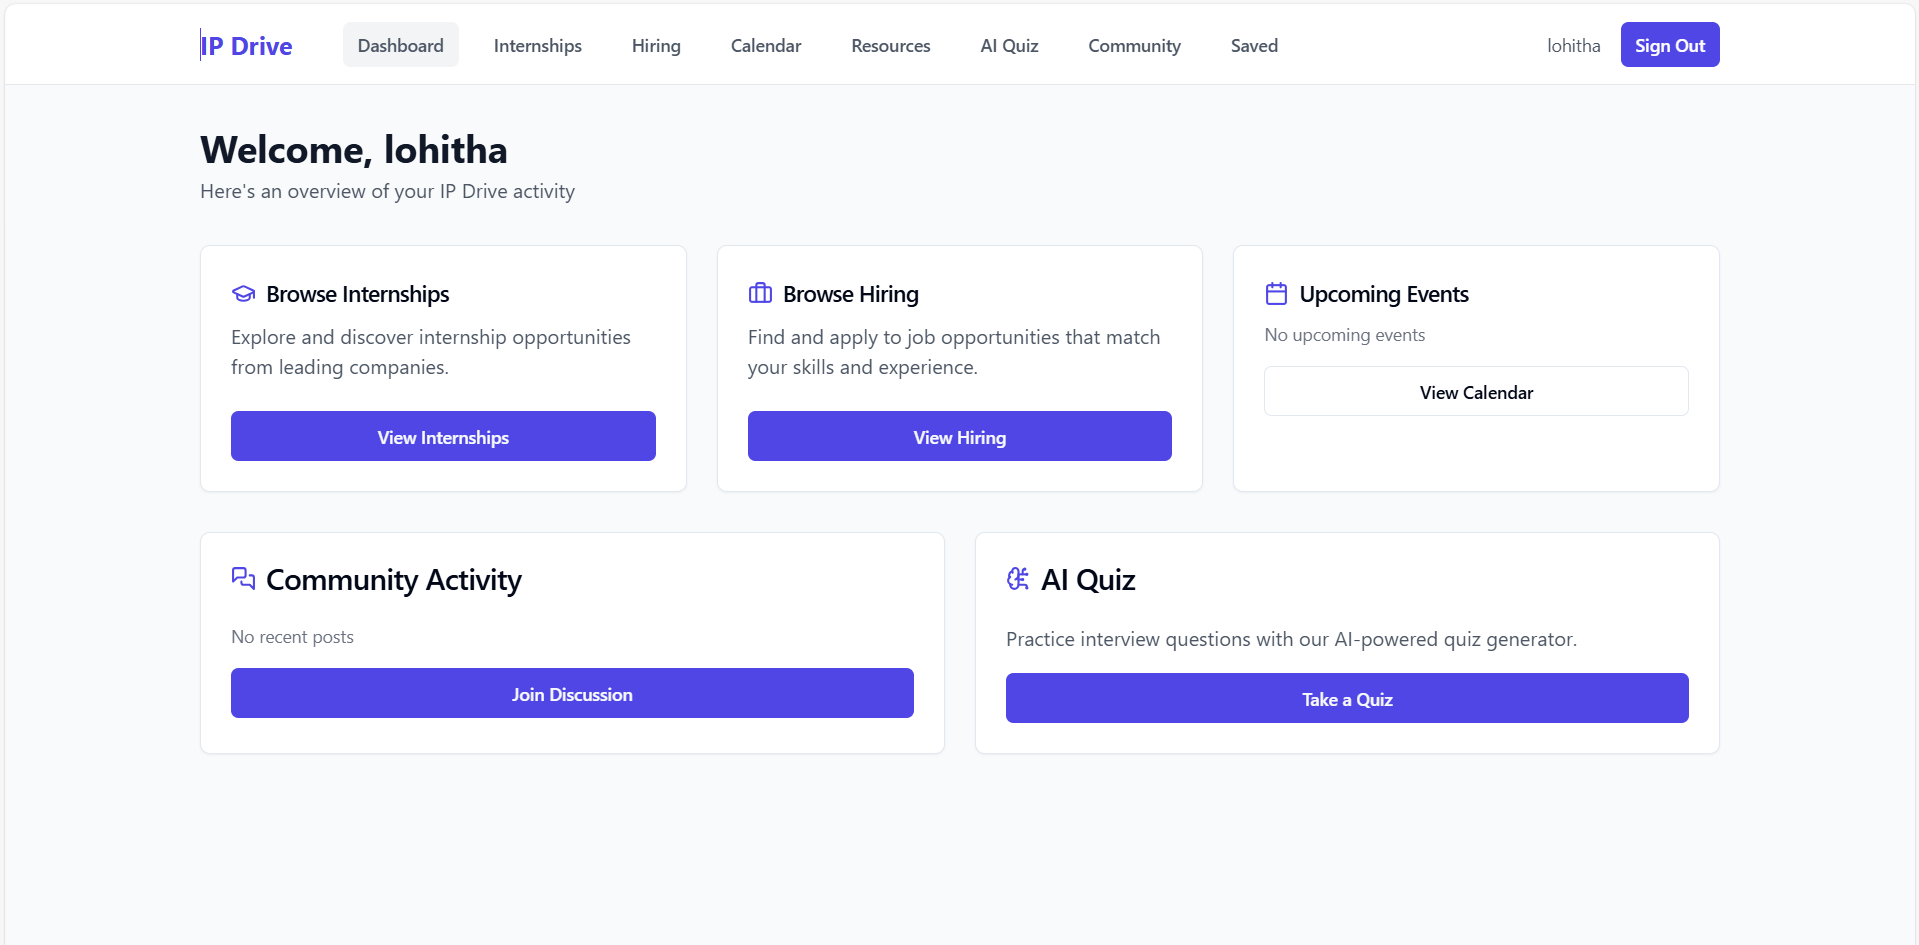 IP Drive
Dashboard
Internships
Hiring
Calendar
Resources
AI Quiz
Community
Saved
lohitha
Sign Out
Welcome, lohitha
Here's an overview of your IP Drive activity
Browse Internships
Explore and discover internship opportunities
from leading companies.
View Internships
Browse Hiring
Find and apply to job opportunities that match
your skills and experience.
View Hiring
Upcoming Events
No upcoming events
View Calendar
Community Activity
No recent posts
Join Discussion
AI Quiz
Practice interview questions with our AI-powered quiz generator.
Take a Quiz